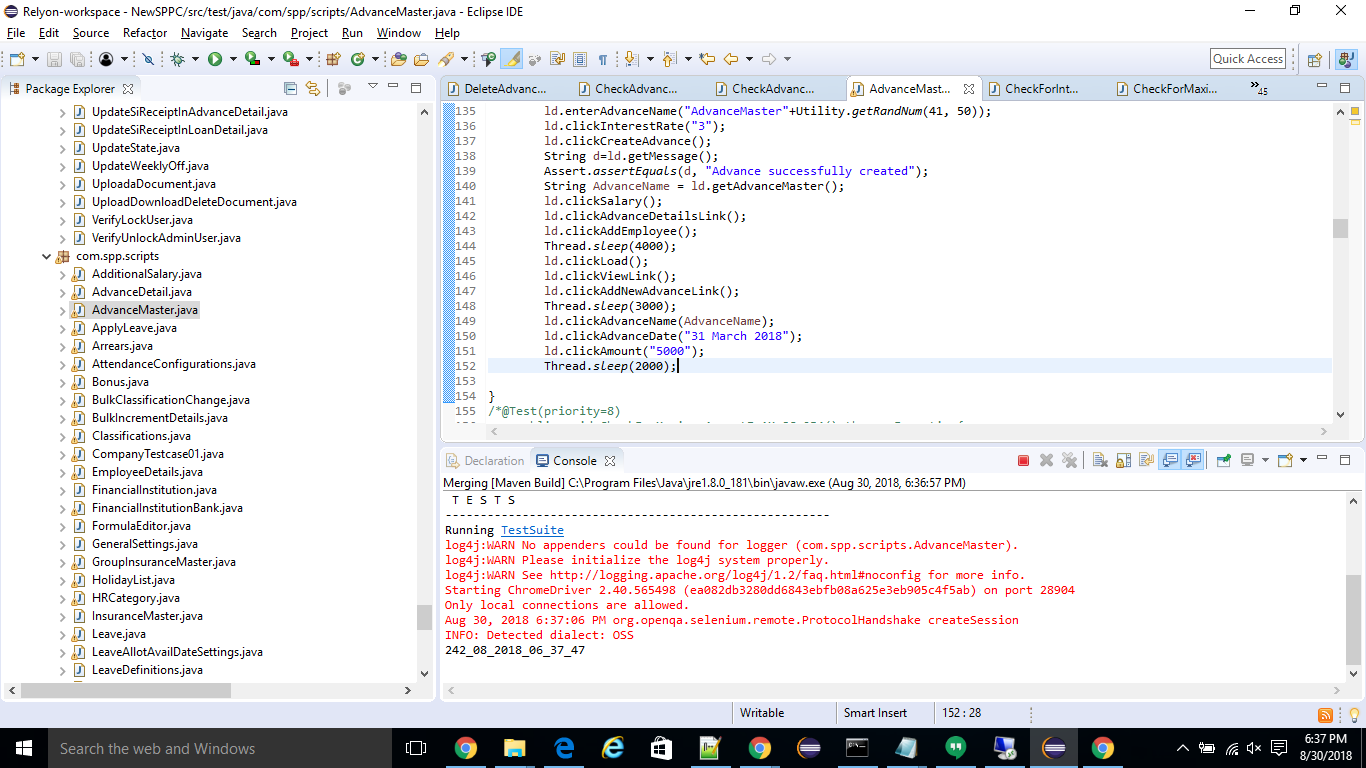 Relyon-workspace - NewSPPC/src/test/java/com/spp/scripts/AdvanceMaster.java - Eclipse IDE
File Edit Source Refactor Navigate Search Project Run Window Help
Quick Access
Package Explorer
UpdateSiReceiptInAdvanceDetail.java
UpdateSiReceiptInLoanDetail.java
UpdateState.java
UpdateWeeklyOff.java
UploadaDocument.java
UploadDownloadDeleteDocument.java
VerifyLockUser.java
VerifyUnlockAdminUser.java
com.spp.scripts
AdditionalSalary.java
AdvanceDetail.java
AdvanceMaster.java
ApplyLeave.java
Arrears.java
AttendanceConfigurations.java
Bonus.java
BulkClassificationChange.java
BulkIncrementDetails.java
Classifications.java
CompanyTestcase01.java
EmployeeDetails.java
FinancialInstitution.java
FinancialInstitutionBank.java
FormulaEditor.java
GeneralSettings.java
GroupInsuranceMaster.java
HolidayList.java
HRCategory.java
InsuranceMaster.java
Leave.java
LeaveAllotAvailDateSettings.java
LeaveDefinitions.java
DeleteAdvanc... CheckAdvanc... CheckAdvanc... AdvanceMast... CheckForInt... CheckForMaxi... »45
135 ld.enterAdvanceName("AdvanceMaster"+Utility.getRandNum(41, 50));
136 ld.clickInterestRate("3");
137 ld.clickCreateAdvance();
138 String d=ld.getMessage();
139 Assert.assertEquals(d, "Advance successfully created");
140 String AdvanceName = ld.getAdvanceMaster();
141 ld.clickSalary();
142 ld.clickAdvanceDetailsLink();
143 ld.clickAddEmployee();
144 Thread.sleep(4000);
145 ld.clickLoad();
146 ld.clickViewLink();
147 ld.clickAddNewAdvanceLink();
148 Thread.sleep(3000);
149 ld.clickAdvanceName(AdvanceName);
150 ld.clickAdvanceDate("31 March 2018");
151 ld.clickAmount("5000");
152 Thread.sleep(2000);
153
154 }
155 /*@Test(priority=8)
Declaration Console
Merging [Maven Build] C:\Program Files\Java\jre1.8.0_181\bin\javaw.exe (Aug 30, 2018, 6:36:57 PM)
T E S T S
-------------------------------------------------------
Running TestSuite
log4j:WARN No appenders could be found for logger (com.spp.scripts.AdvanceMaster).
log4j:WARN Please initialize the log4j system properly.
log4j:WARN See http://logging.apache.org/log4j/1.2/faq.html#noconfig for more info.
Starting ChromeDriver 2.40.565498 (ea082db3280dd6843ebfb08a625e3eb905c4f5ab) on port 28904
Only local connections are allowed.
Aug 30, 2018 6:37:06 PM org.openqa.selenium.remote.ProtocolHandshake createSession
INFO: Detected dialect: OSS
242_08_2018_06_37_47
Writable Smart Insert 152 : 28
Search the web and Windows
6:37 PM
8/30/2018